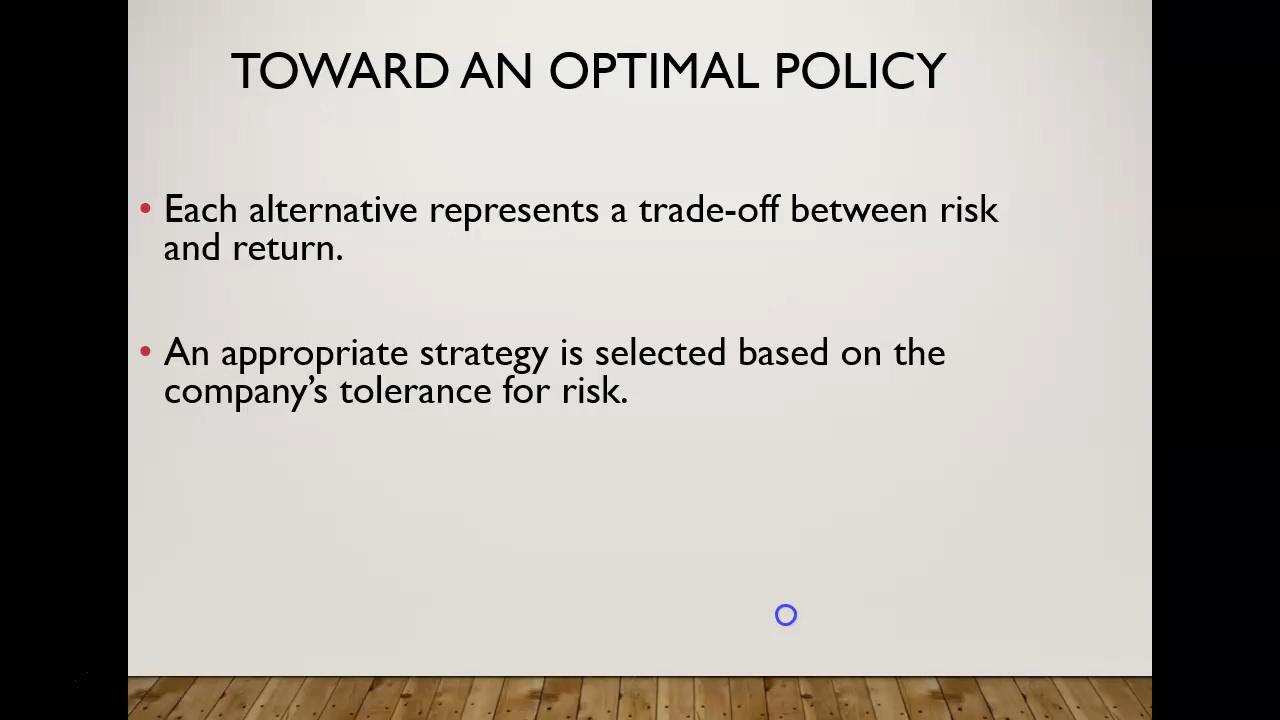 TOWARD AN OPTIMAL POLICY
• Each alternative represents a trade-off between risk
and return.
• An appropriate strategy is selected based on the
company’s tolerance for risk.